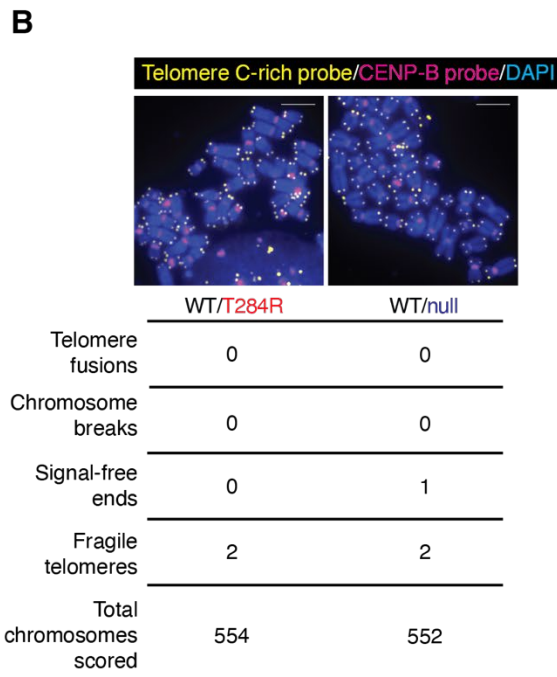 B
Telomere C-rich probe/CENP-B probe/DAPI
WT/T284R WT/null
Telomere
fusions
0 0
Chromosome
breaks
0 0
Signal-free
ends
0 1
Fragile
telomeres
2 2
Total
chromosomes
scored
554 552